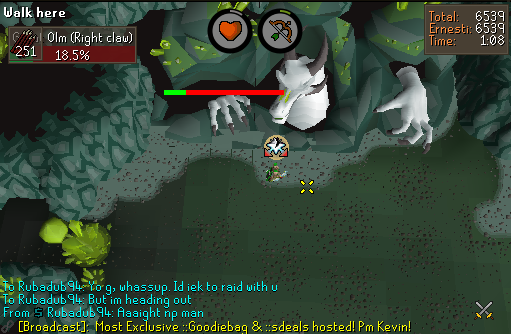 Walk here
Total: 6539
Ernesti: 6539
Time: 1:08
251
Olm (Right claw)
18.5%
To Rubadub94: Yo g, whassup. Id iek to raid with u
To Rubadub94: But im heading out
From Rubadub94: Aaaight np man
[Broadcast]: Most Exclusive ::Goodiebag & ::sdeals hosted! Pm Kevin!